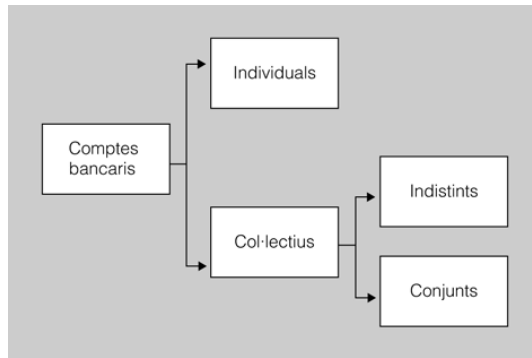 Individuals
Comptes
bancaris
Indistints
Col·lectius
Conjunts